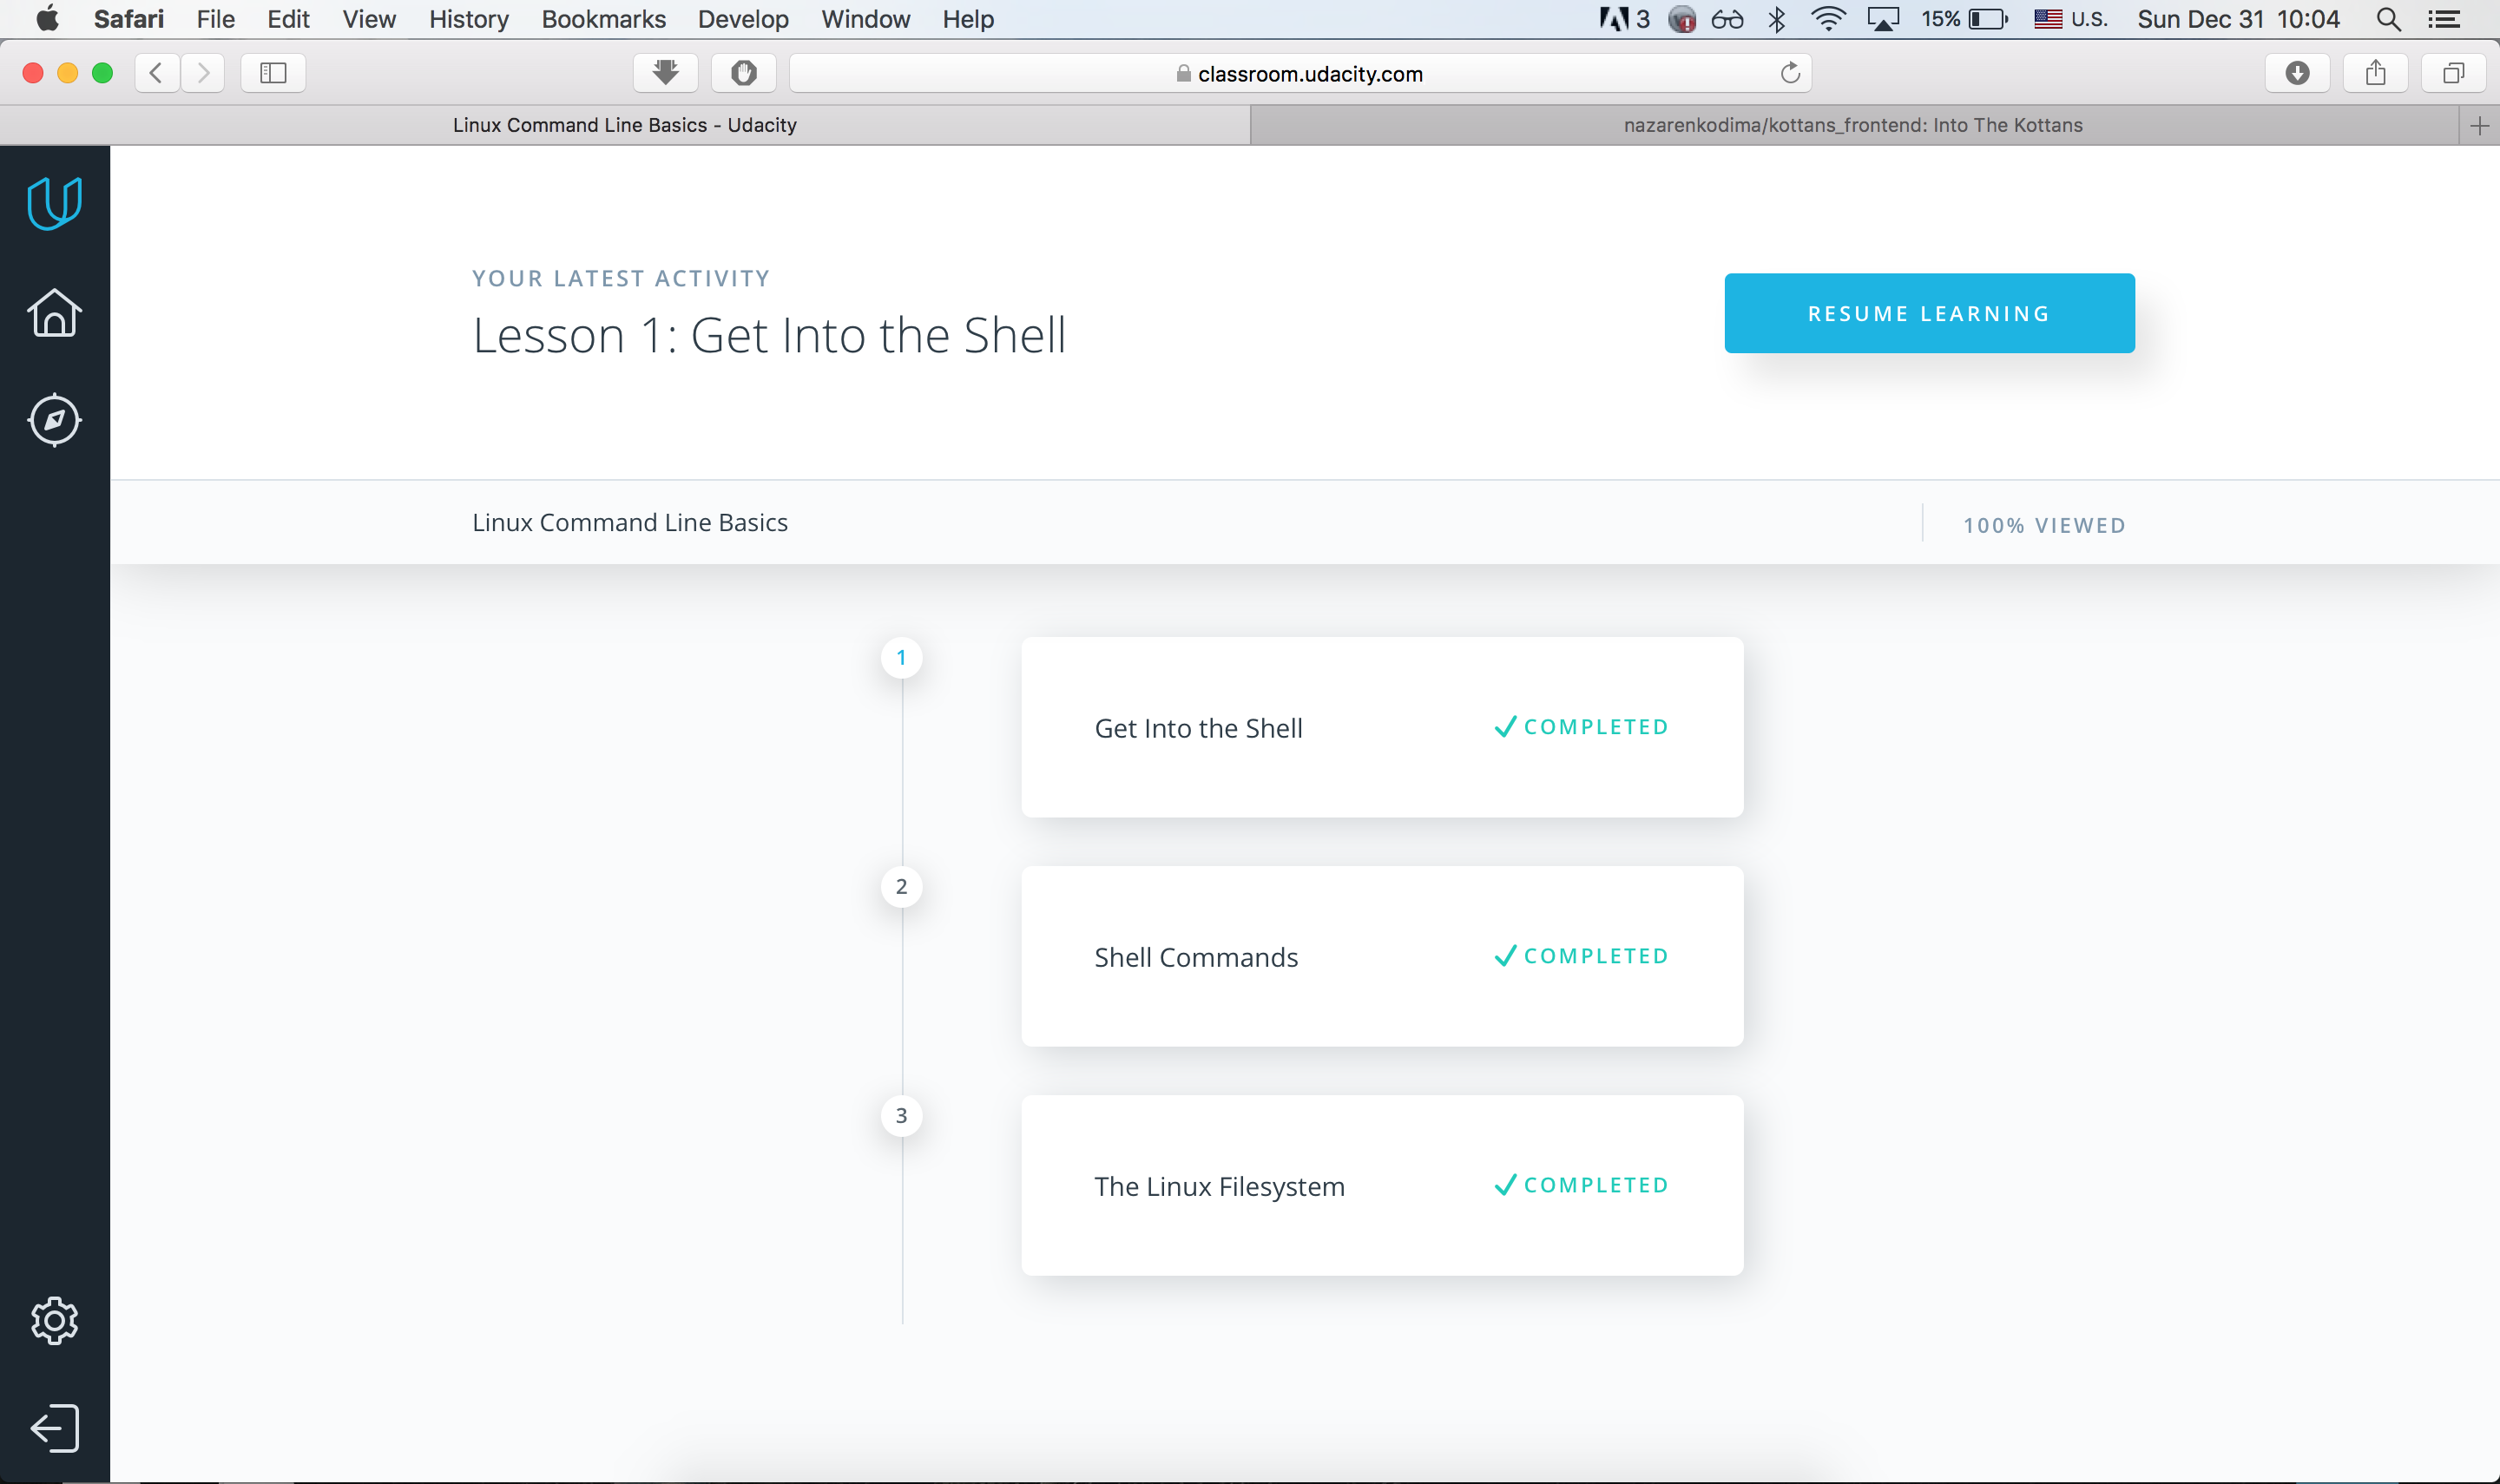 Safari File Edit View History Bookmarks Develop Window Help 3 15% U.S. Sun Dec 31 10:04
classroom.udacity.com
Linux Command Line Basics - Udacity
nazarenkodima/kottans_frontend: Into The Kottans
YOUR LATEST ACTIVITY
Lesson 1: Get Into the Shell
RESUME LEARNING
Linux Command Line Basics
100% VIEWED
1
Get Into the Shell
COMPLETED
2
Shell Commands
COMPLETED
3
The Linux Filesystem
COMPLETED